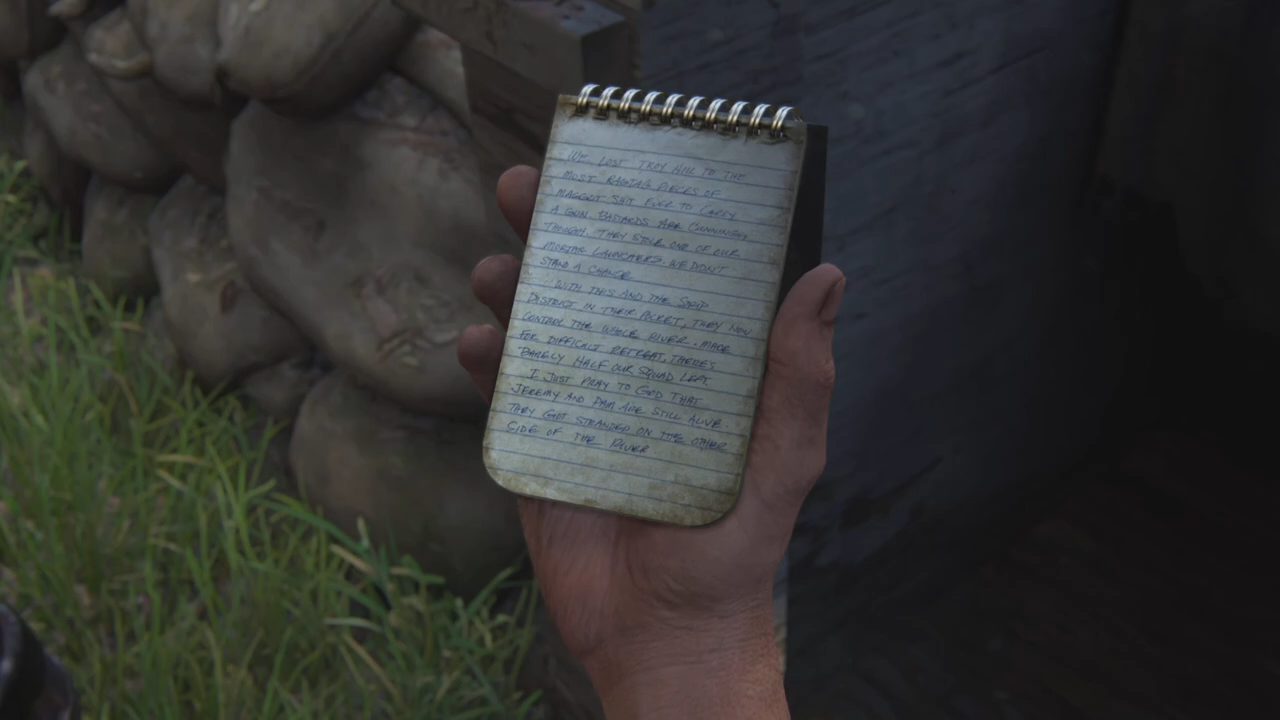 WE LOST TROY HILL TO THE
MOST RAGTAG PIECES OF
MAGGOT SHIT EVER TO CARRY
A GUN. BASTARDS ARE CUNNING,
THOUGH. THEY STOLE ONE OF OUR
MORTAR LAUNCHERS. WE DIDN'T
STAND A CHANCE.
WITH THIS AND THE STRIP
DISTRICT IN THEIR POCKET, THEY NOW
CONTROL THE WHOLE RIVER. MADE
FOR DIFFICULT RETREAT. THERE'S
BARELY HALF OUR SQUAD LEFT.
I JUST PRAY TO GOD THAT
JEREMY AND PAM ARE STILL ALIVE.
THEY GOT STRANDED ON THE OTHER
SIDE OF THE RIVER